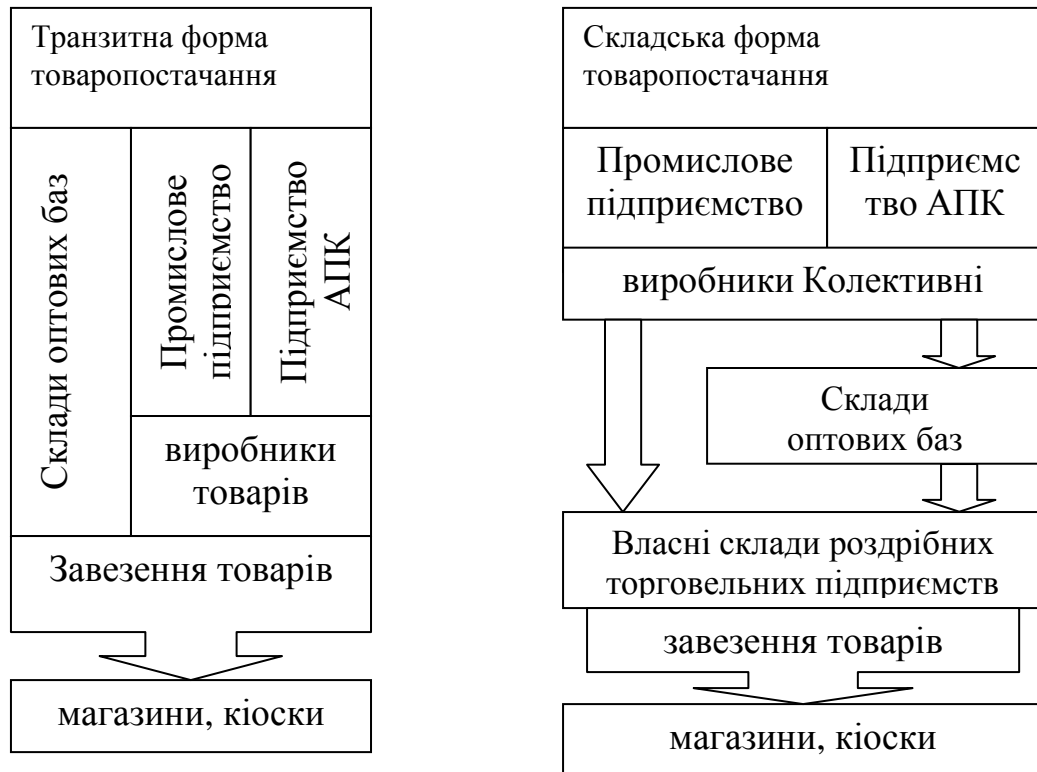 Транзитна форма
товаропостачання
Склади оптових баз
Промислове
підприємство
Підприємство
АПК
виробники
товарів
Завезення товарів
магазини, кіоски
Складська форма
товаропостачання
Промислове
підприємство
Підприємс
тво АПК
виробники Колективні
Склади
оптових баз
Власні склади роздрібних
торговельних підприємств
завезення товарів
магазини, кіоски